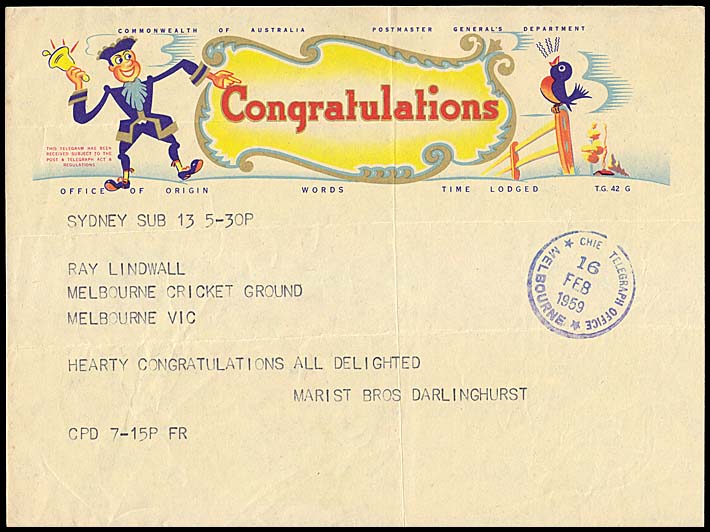 COMMONWEALTH OF AUSTRALIA POSTMASTER GENERAL'S DEPARTMENT
Congratulations
THIS TELEGRAM HAS BEEN
RECEIVED SUBJECT TO THE
POST & TELEGRAPH ACT &
REGULATIONS
OFFICE OF ORIGIN WORDS TIME LODGED T.G. 42 G
SYDNEY SUB 13 5-30P
RAY LINDWALL
MELBOURNE CRICKET GROUND
MELBOURNE VIC
CHIE TELEGRAPH OFFICE
16
FEB
1959
MELBOURNE
HEARTY CONGRATULATIONS ALL DELIGHTED
MARIST BROS DARLINGHURST
CPD 7-15P FR